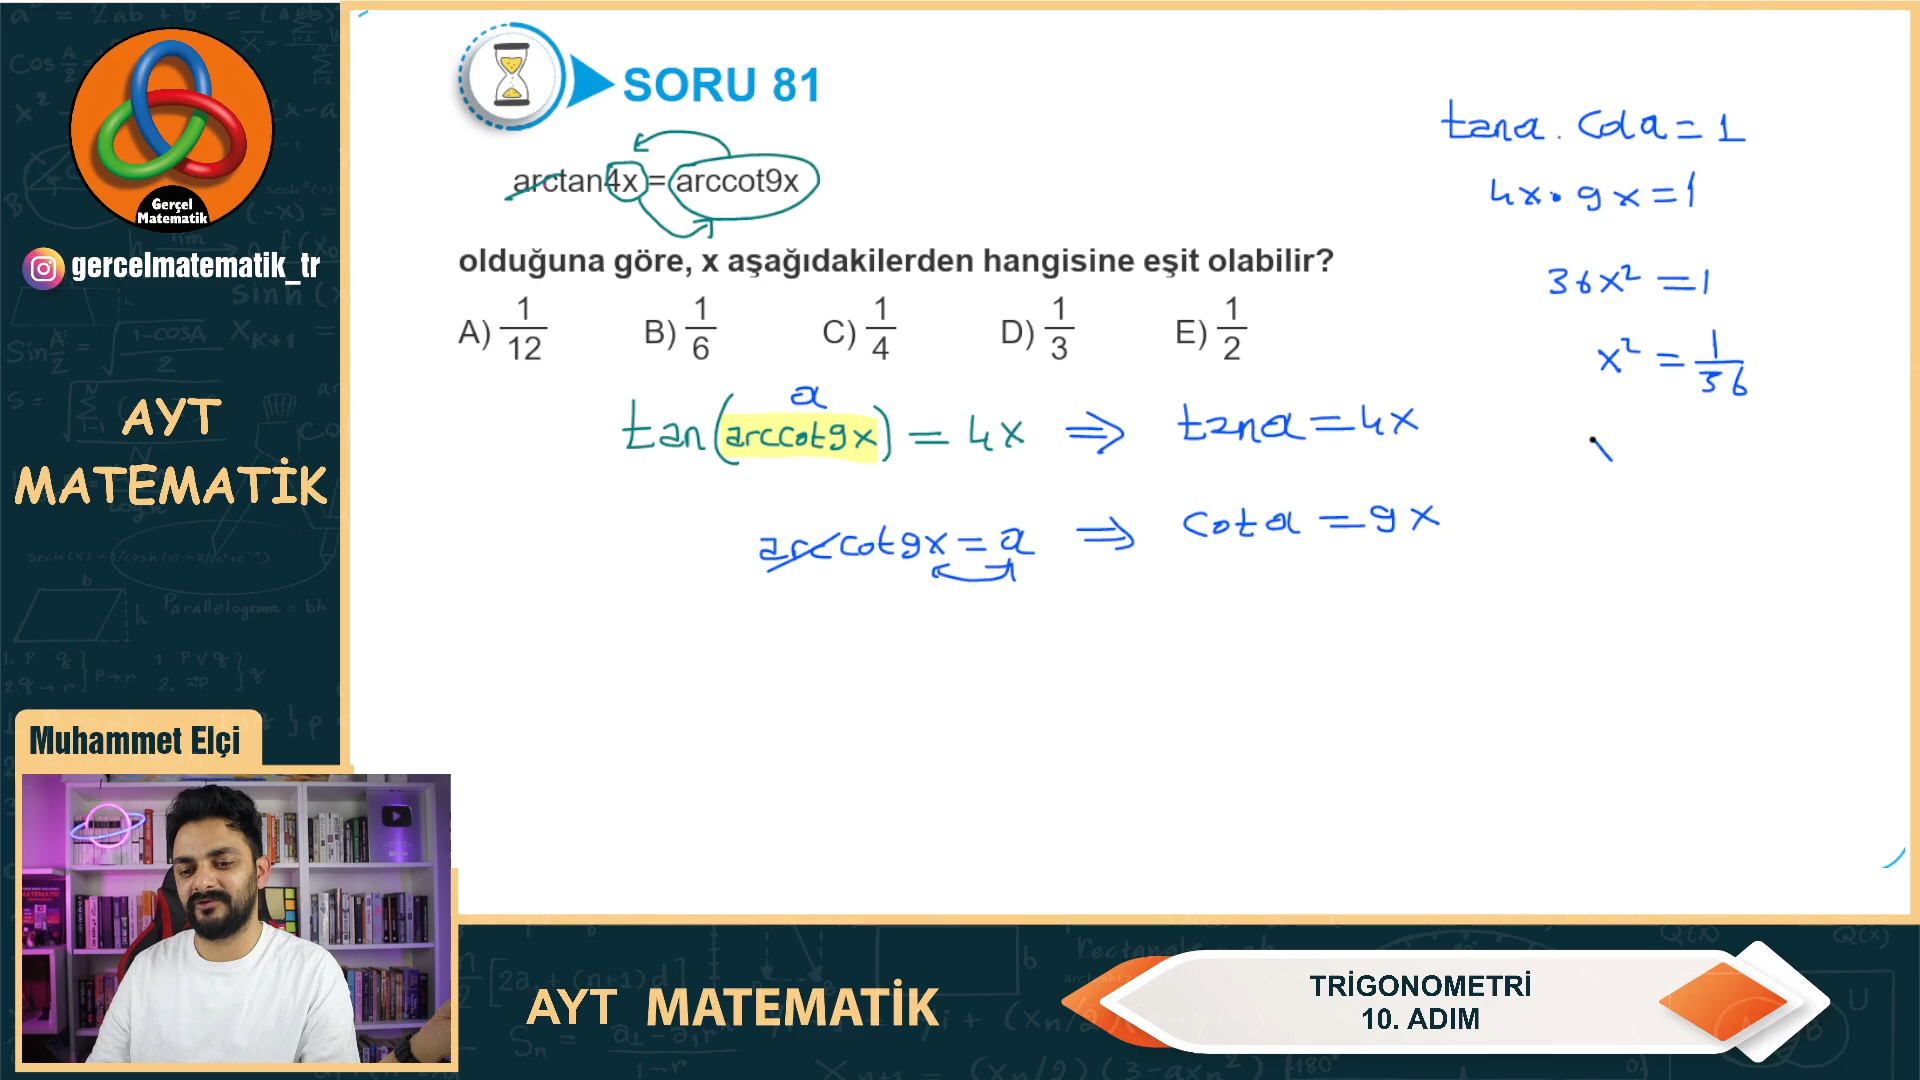 Gerçel
Matematik
gercelmatematik_tr
AYT
MATEMATİK
Muhammet Elçi
SORU 81
arctan4x = arccot9x
olduğuna göre, x aşağıdakilerden hangisine eşit olabilir?
A) 1/12 B) 1/6 C) 1/4 D) 1/3 E) 1/2
a
tan(arccot9x) = 4x ⇒ tana = 4x
arccot9x = a ⇒ cota = 9x
tana . cota = 1
4x . 9x = 1
36x² = 1
x² = 1/36
AYT MATEMATİK
TRİGONOMETRİ
10. ADIM